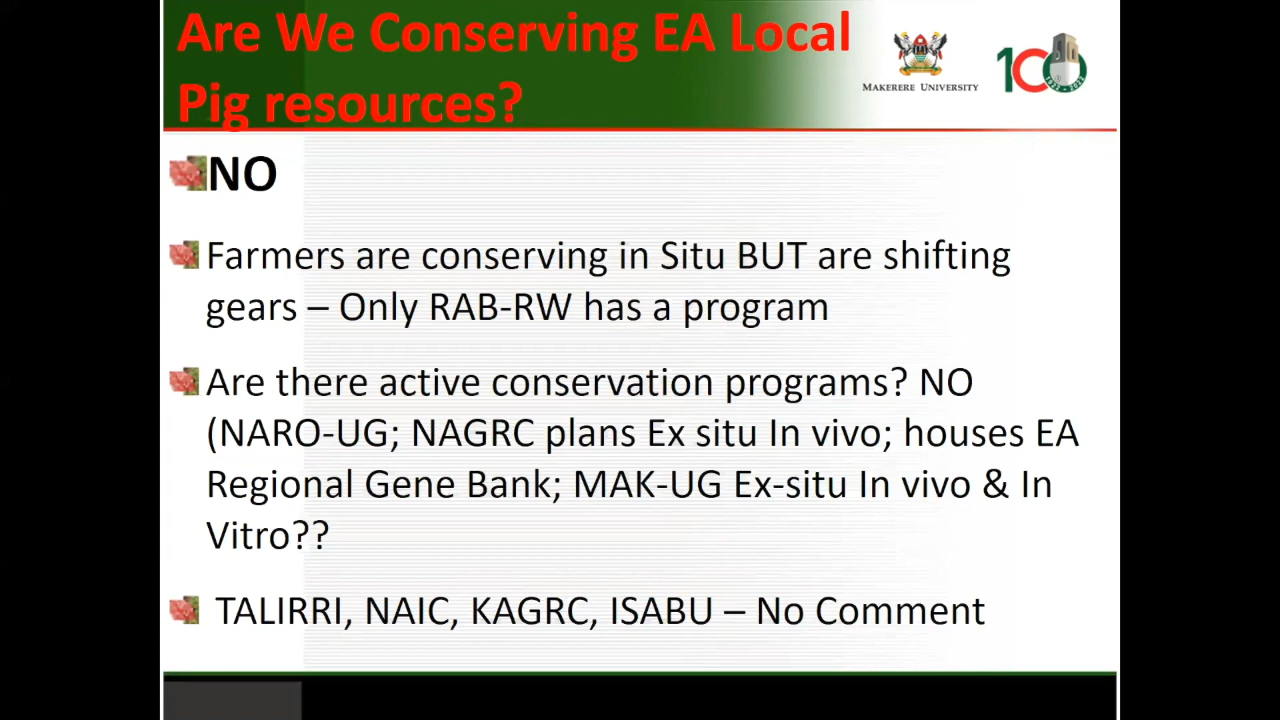 Are We Conserving EA Local
Pig resources?
MAKERERE UNIVERSITY
100
1922 - 2022
NO
Farmers are conserving in Situ BUT are shifting
gears – Only RAB-RW has a program
Are there active conservation programs? NO
(NARO-UG; NAGRC plans Ex situ In vivo; houses EA
Regional Gene Bank; MAK-UG Ex-situ In vivo & In
Vitro??
TALIRRI, NAIC, KAGRC, ISABU – No Comment